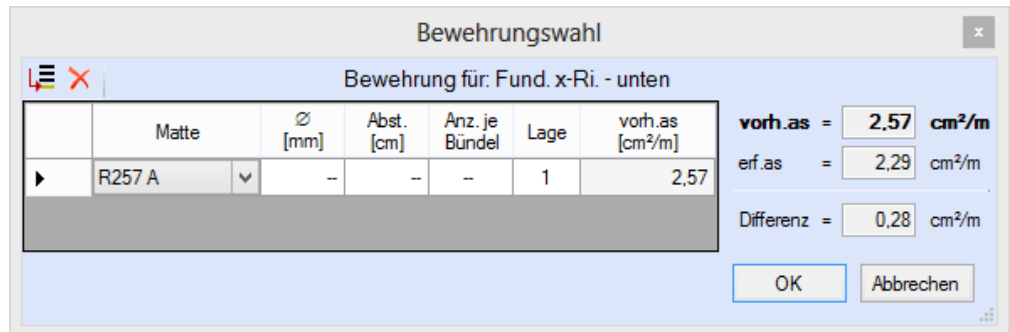 Bewehrungswahl
x
Bewehrung für: Fund. x-Ri. - unten
Matte ∅ [mm] Abst. [cm] Anz. je Bündel Lage vorh.as [cm²/m]
R257 A -- -- -- 1 2,57
vorh.as = 2,57 cm²/m
erf.as = 2,29 cm²/m
Differenz = 0,28 cm²/m
OK Abbrechen